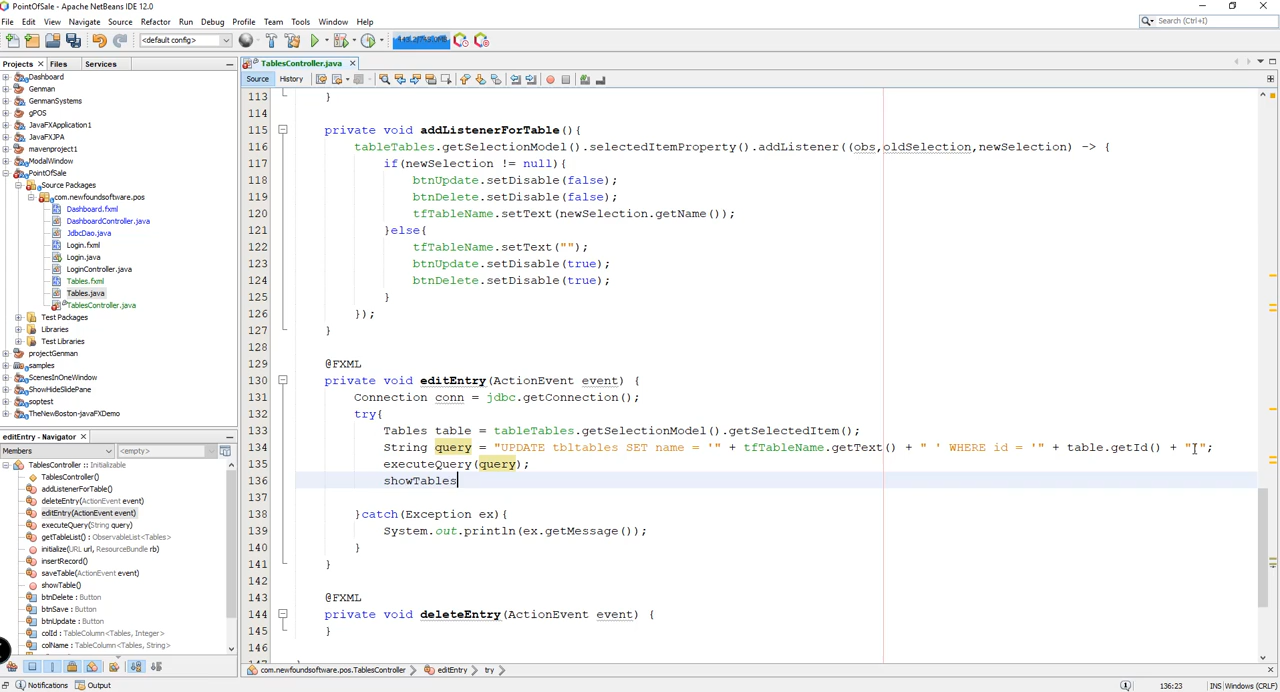 PointOfSale - Apache NetBeans IDE 12.0
File Edit View Navigate Source Refactor Run Debug Profile Team Tools Window Help
Search (Ctrl+I)
<default config>
Projects Files Services
TablesController.java
Source History
Dashboard
Genman
GenmanSystems
gPOS
JavaFXApplication1
JavaFXJPA
mavenproject1
ModalWindow
PointOfSale
Source Packages
com.newfoundsoftware.pos
Dashboard.fxml
DashboardController.java
JdbcDao.java
Login.fxml
Login.java
LoginController.java
Tables.fxml
Tables.java
TablesController.java
Test Packages
Libraries
Test Libraries
projectGenman
samples
ScenesInOneWindow
ShowHideSlidePane
soptest
TheNewBoston-javaFXDemo
editEntry - Navigator
Members <empty>
TablesController :: Initializable
TablesController()
addListenerForTable()
deleteEntry(ActionEvent event)
editEntry(ActionEvent event)
executeQuery(String query)
getTableList() : ObservableList<Tables>
initialize(URL url, ResourceBundle rb)
insertRecord()
saveTable(ActionEvent event)
showTable()
btnDelete : Button
btnSave : Button
btnUpdate : Button
colId : TableColumn<Tables, Integer>
colName : TableColumn<Tables, String>
113 }
114
115 private void addListenerForTable(){
116 tableTables.getSelectionModel().selectedItemProperty().addListener((obs,oldSelection,newSelection) -> {
117 if(newSelection != null){
118 btnUpdate.setDisable(false);
119 btnDelete.setDisable(false);
120 tfTableName.setText(newSelection.getName());
121 }else{
122 tfTableName.setText("");
123 btnUpdate.setDisable(true);
124 btnDelete.setDisable(true);
125 }
126 });
127 }
128
129 @FXML
130 private void editEntry(ActionEvent event) {
131 Connection conn = jdbc.getConnection();
132 try{
133 Tables table = tableTables.getSelectionModel().getSelectedItem();
134 String query = "UPDATE tbltables SET name = '" + tfTableName.getText() + " ' WHERE id = '" + table.getId() + "'";
135 executeQuery(query);
136 showTables
137
138 }catch(Exception ex){
139 System.out.println(ex.getMessage());
140 }
141 }
142
143 @FXML
144 private void deleteEntry(ActionEvent event) {
145 }
146
com.newfoundsoftware.pos.TablesController editEntry try
Notifications Output
136:23 INS Windows (CRLF)